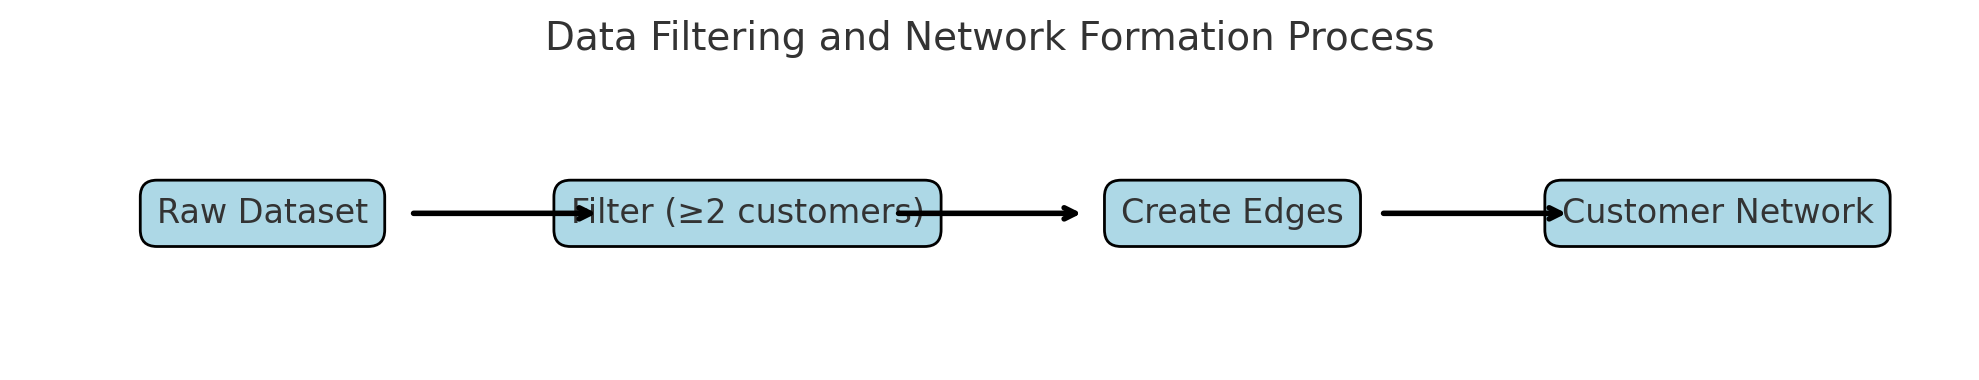 Data Filtering and Network Formation Process
Raw Dataset
Filter (≥2 customers)
Create Edges
Customer Network